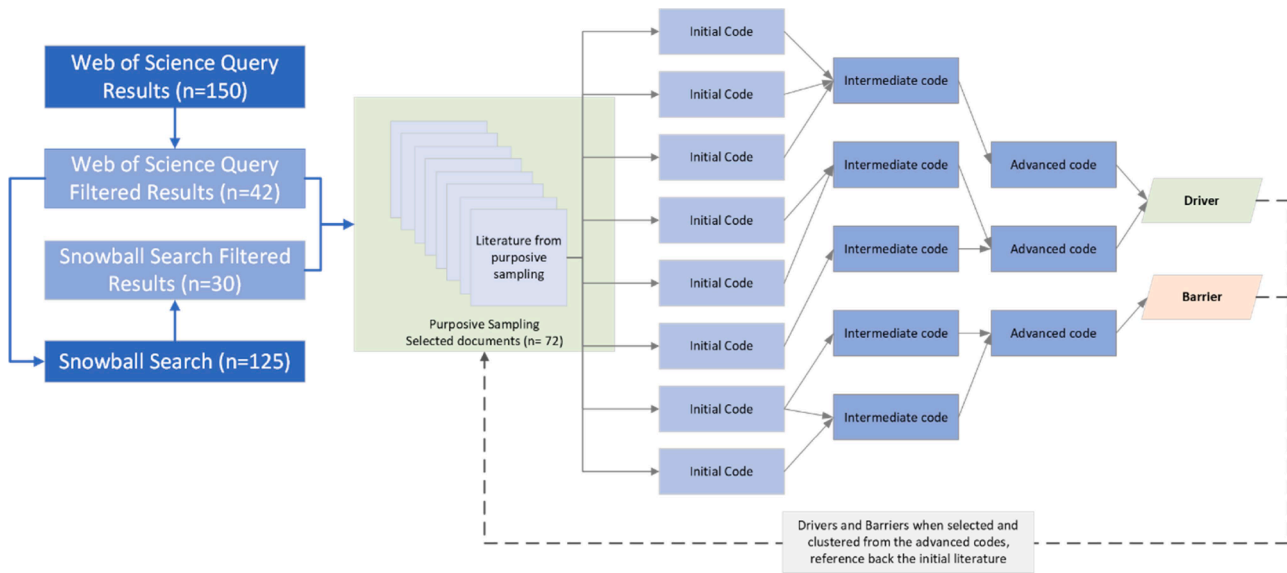 Web of Science Query
Results (n=150)
Web of Science Query
Filtered Results (n=42)
Snowball Search Filtered
Results (n=30)
Snowball Search (n=125)
Literature from
purposive
sampling
Purposive Sampling
Selected documents (n= 72)
Initial Code
Initial Code
Initial Code
Initial Code
Initial Code
Initial Code
Initial Code
Initial Code
Intermediate code
Intermediate code
Intermediate code
Intermediate code
Intermediate code
Advanced code
Advanced code
Advanced code
Driver
Barrier
Drivers and Barriers when selected and
clustered from the advanced codes,
reference back the initial literature